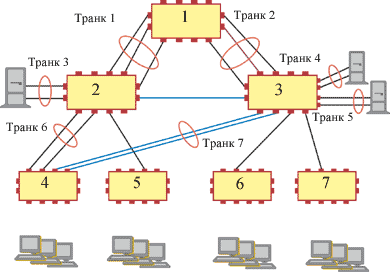 Транк 1
1
Транк 2
Транк 3
Транк 4
2
3
Транк 5
Транк 6
Транк 7
4
5
6
7